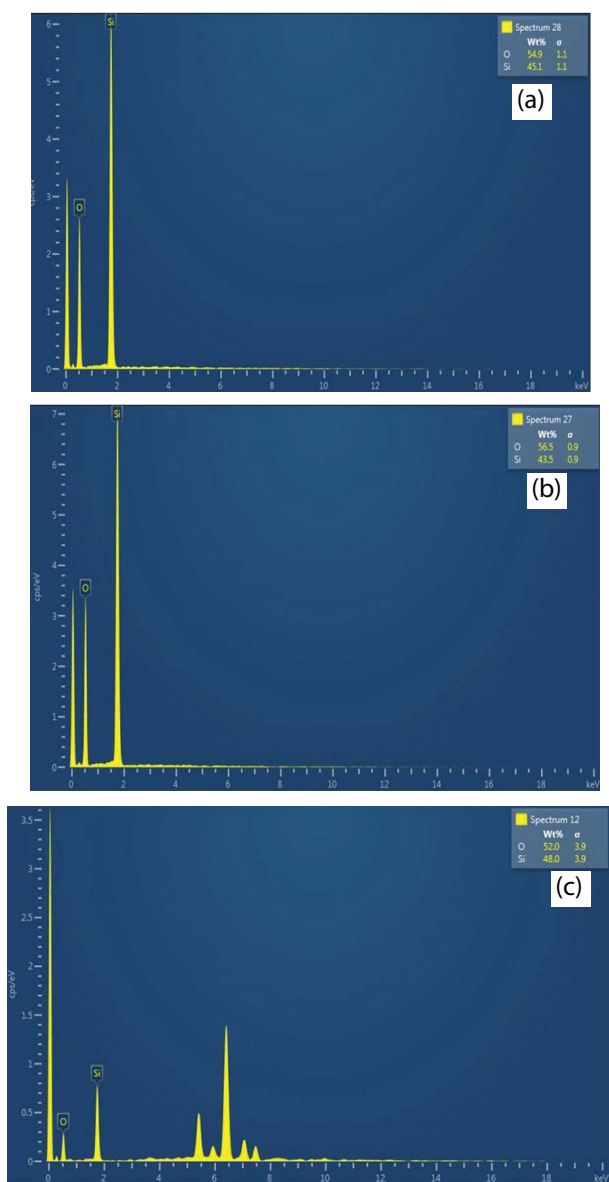 6
Si
Spectrum 28
Wt% σ
O 54.9 1.1
Si 45.1 1.1
(a)
5
4
cps/eV
3
O
2
1
0
0 2 4 6 8 10 12 14 16 18 keV
7
Si
Spectrum 27
Wt% σ
O 56.5 0.9
Si 43.5 0.9
(b)
6
5
4
cps/eV
O
3
2
1
0
0 2 4 6 8 10 12 14 16 18 keV
3.5
Spectrum 12
Wt% σ
O 52.0 3.9
Si 48.0 3.9
(c)
3
2.5
2
cps/eV
1.5
1
Si
0.5
O
0
0 2 4 6 8 10 12 14 16 18 keV